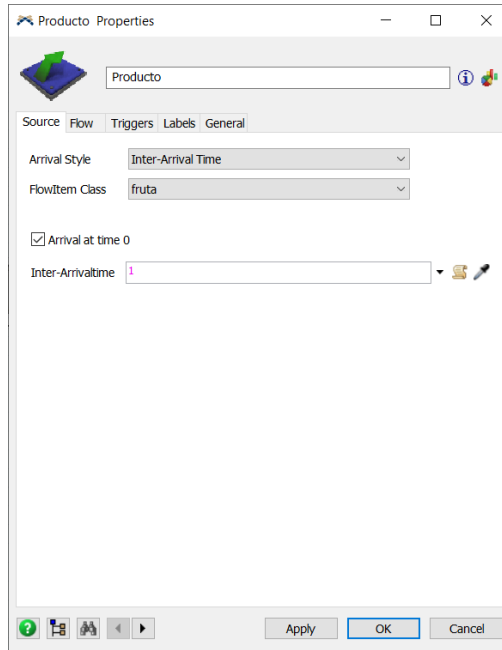 Producto Properties
Producto
Source Flow Triggers Labels General
Arrival Style Inter-Arrival Time
FlowItem Class fruta
Arrival at time 0
Inter-Arrivaltime 1
Apply OK Cancel